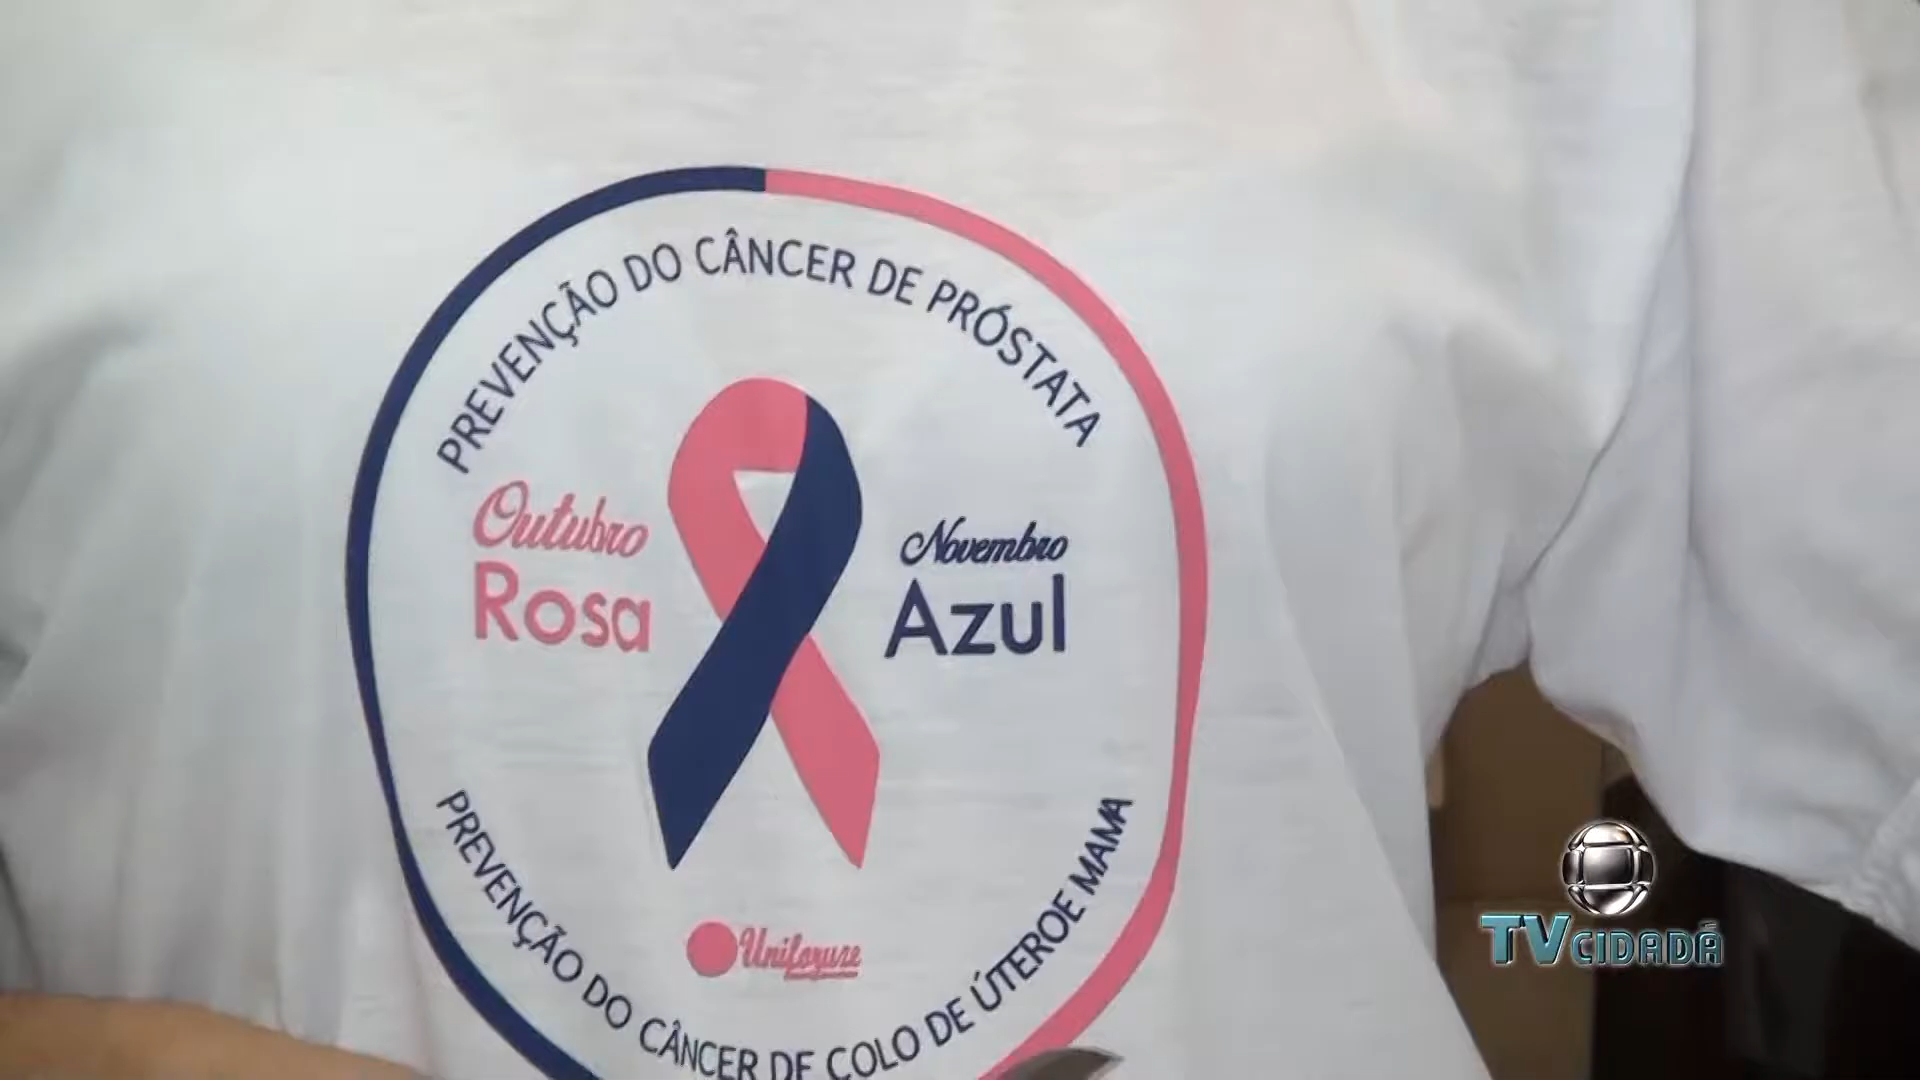 PREVENÇÃO DO CÂNCER DE PRÓSTATA
Outubro
Rosa
Novembro
Azul
PREVENÇÃO DO CÂNCER DE COLO DE ÚTEROE MAMA
TV CIDADÃ